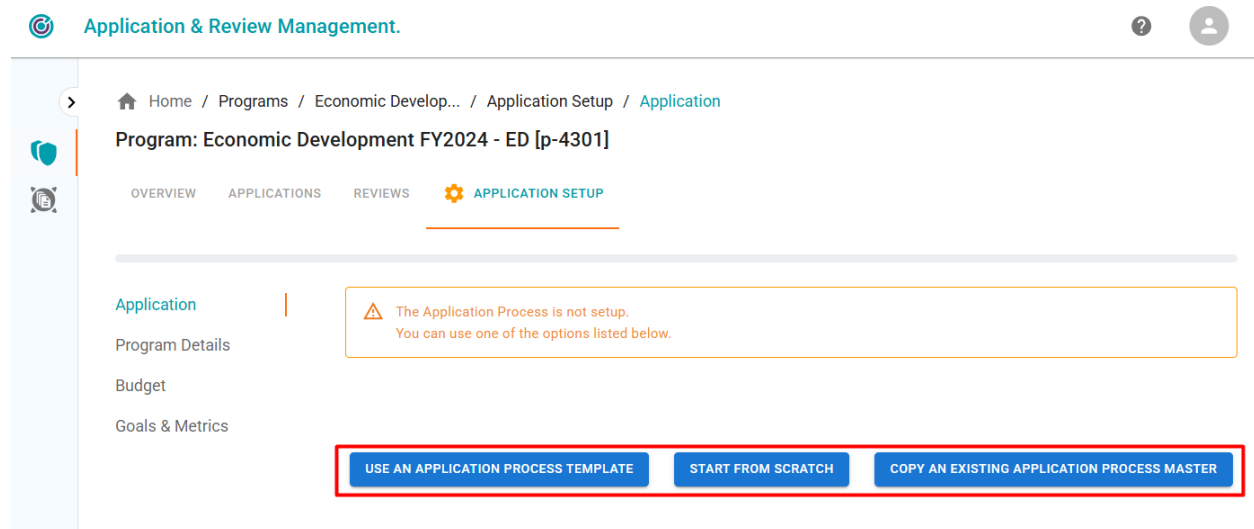 Application & Review Management.
Home / Programs / Economic Develop... / Application Setup / Application
Program: Economic Development FY2024 - ED [p-4301]
OVERVIEW APPLICATIONS REVIEWS APPLICATION SETUP
Application
Program Details
Budget
Goals & Metrics
The Application Process is not setup.
You can use one of the options listed below.
USE AN APPLICATION PROCESS TEMPLATE START FROM SCRATCH COPY AN EXISTING APPLICATION PROCESS MASTER